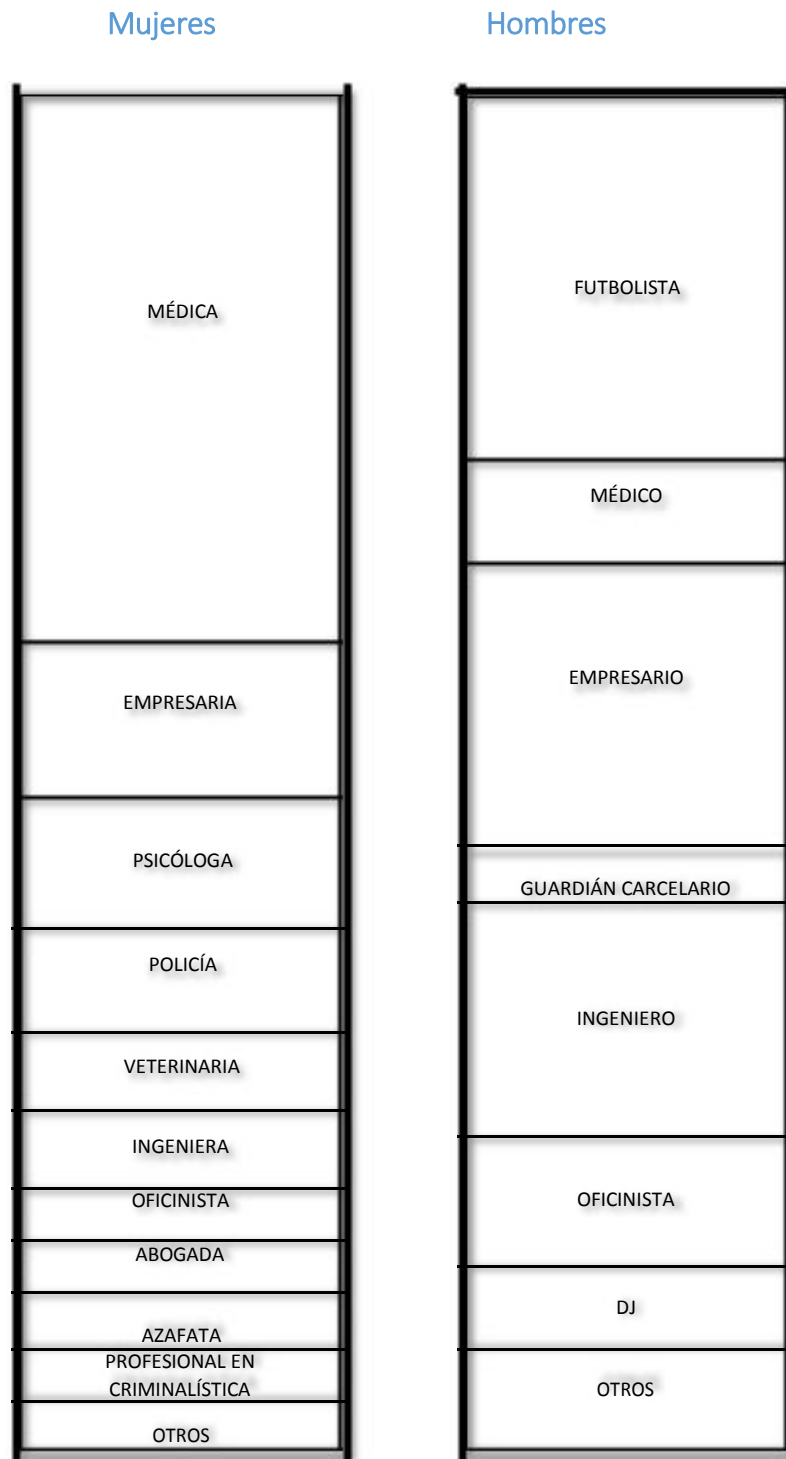 Mujeres
Hombres
MÉDICA
EMPRESARIA
PSICÓLOGA
POLICÍA
VETERINARIA
INGENIERA
OFICINISTA
ABOGADA
AZAFATA
PROFESIONAL EN
CRIMINALÍSTICA
OTROS
FUTBOLISTA
MÉDICO
EMPRESARIO
GUARDIÁN CARCELARIO
INGENIERO
OFICINISTA
DJ
OTROS